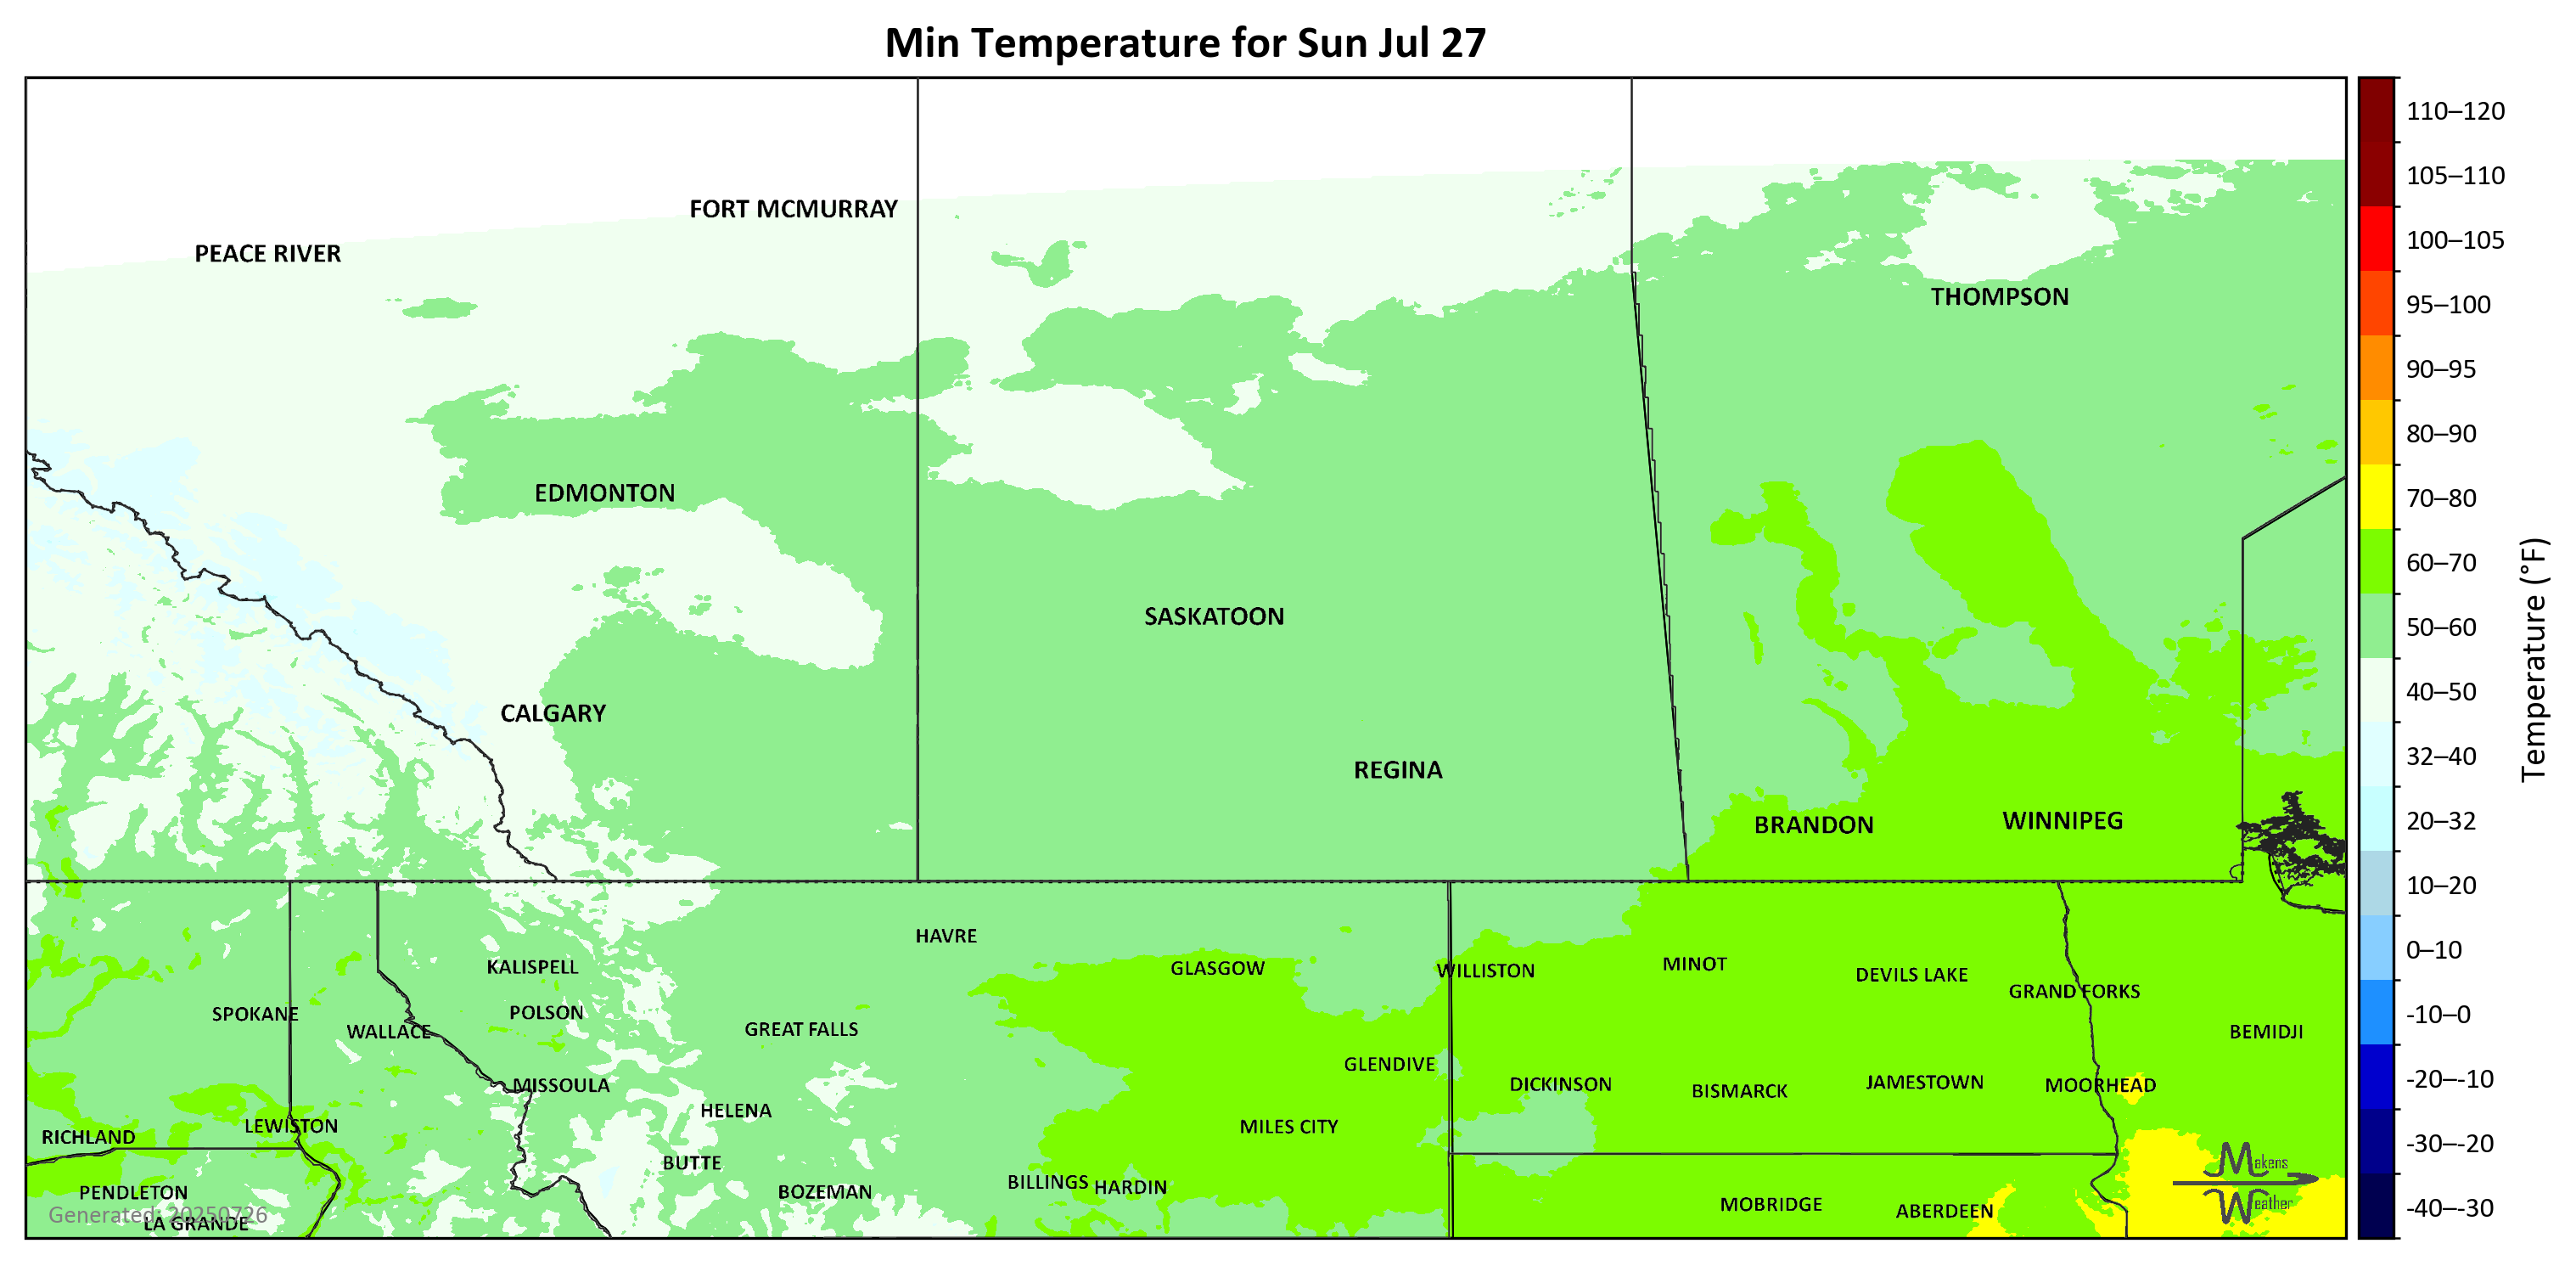 Min Temperature for Sun Jul 27
FORT MCMURRAY
PEACE RIVER
THOMPSON
EDMONTON
SASKATOON
CALGARY
REGINA
BRANDON
WINNIPEG
HAVRE
KALISPELL
GLASGOW
WILLISTON
MINOT
DEVILS LAKE
GRAND FORKS
SPOKANE
POLSON
WALLACE
GREAT FALLS
BEMIDJI
GLENDIVE
MISSOULA
DICKINSON
BISMARCK
JAMESTOWN
MOORHEAD
HELENA
LEWISTON
MILES CITY
RICHLAND
BUTTE
PENDLETON
BOZEMAN
BILLINGS
HARDIN
MOBRIDGE
ABERDEEN
LA GRANDE
Generated: 20250726
Makens
Weather
110–120
105–110
100–105
95–100
90–95
80–90
70–80
60–70
50–60
40–50
32–40
20–32
10–20
0–10
-10–0
-20–-10
-30–-20
-40–-30
Temperature (°F)